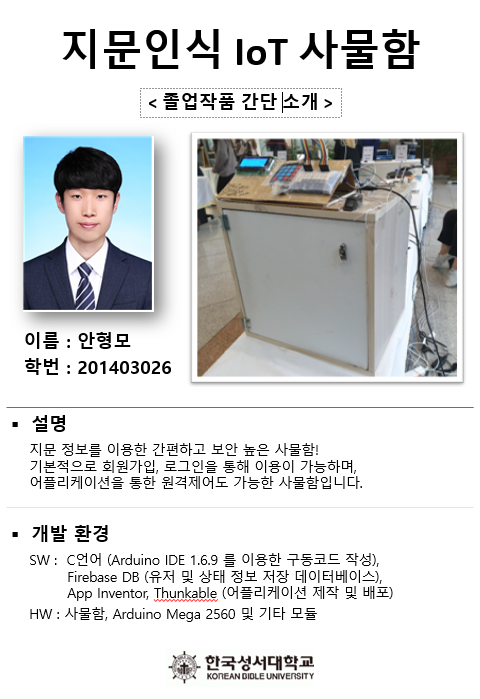 지문인식 IoT 사물함
< 졸업작품 간단 소개 >
이름 : 안형모
학번 : 201403026
▪ 설명
지문 정보를 이용한 간편하고 보안 높은 사물함!
기본적으로 회원가입, 로그인을 통해 이용이 가능하며,
어플리케이션을 통한 원격제어도 가능한 사물함입니다.
▪ 개발 환경
SW : C언어 (Arduino IDE 1.6.9 를 이용한 구동코드 작성),
Firebase DB (유저 및 상태 정보 저장 데이터베이스),
App Inventor, Thunkable (어플리케이션 제작 및 배포)
HW : 사물함, Arduino Mega 2560 및 기타 모듈
한국성서대학교
KOREAN BIBLE UNIVERSITY